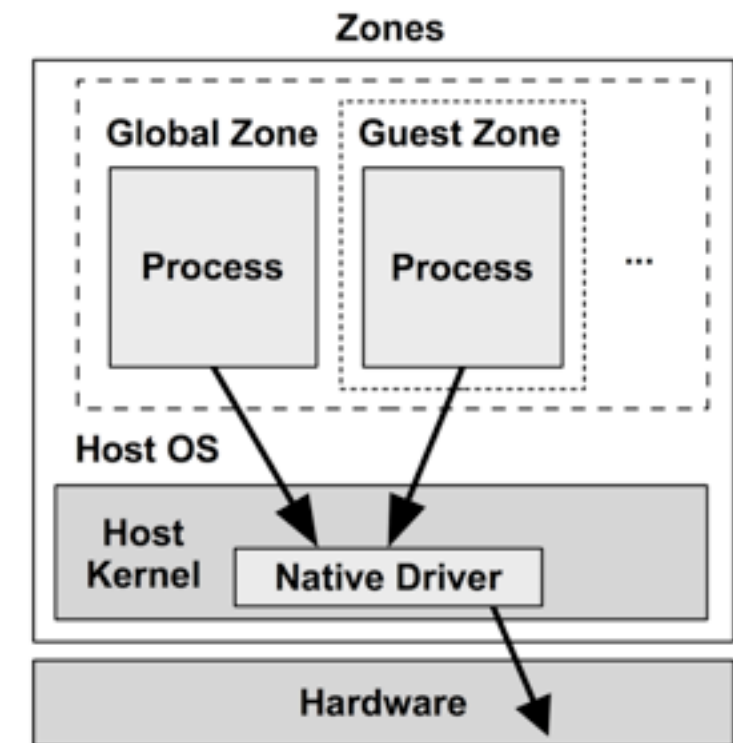 Zones
Global Zone
Guest Zone
Process
Process
...
Host OS
Host
Kernel
Native Driver
Hardware